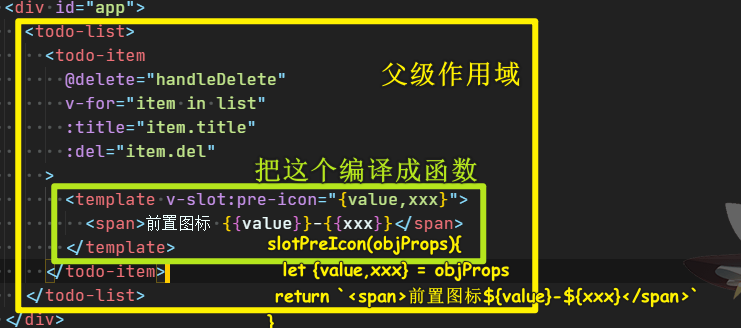 <div id="app">
<todo-list>
<todo-item
@delete="handleDelete"
v-for="item in list"
:title="item.title"
:del="item.del"
>
<template v-slot:pre-icon="{value,xxx}">
<span>前置图标 {{value}}-{{xxx}}</span>
</template>
</todo-item>
</todo-list>
</div>
父级作用域
把这个编译成函数
slotPreIcon(objProps){
let {value,xxx} = objProps
return `<span>前置图标${value}-${xxx}</span>`
}